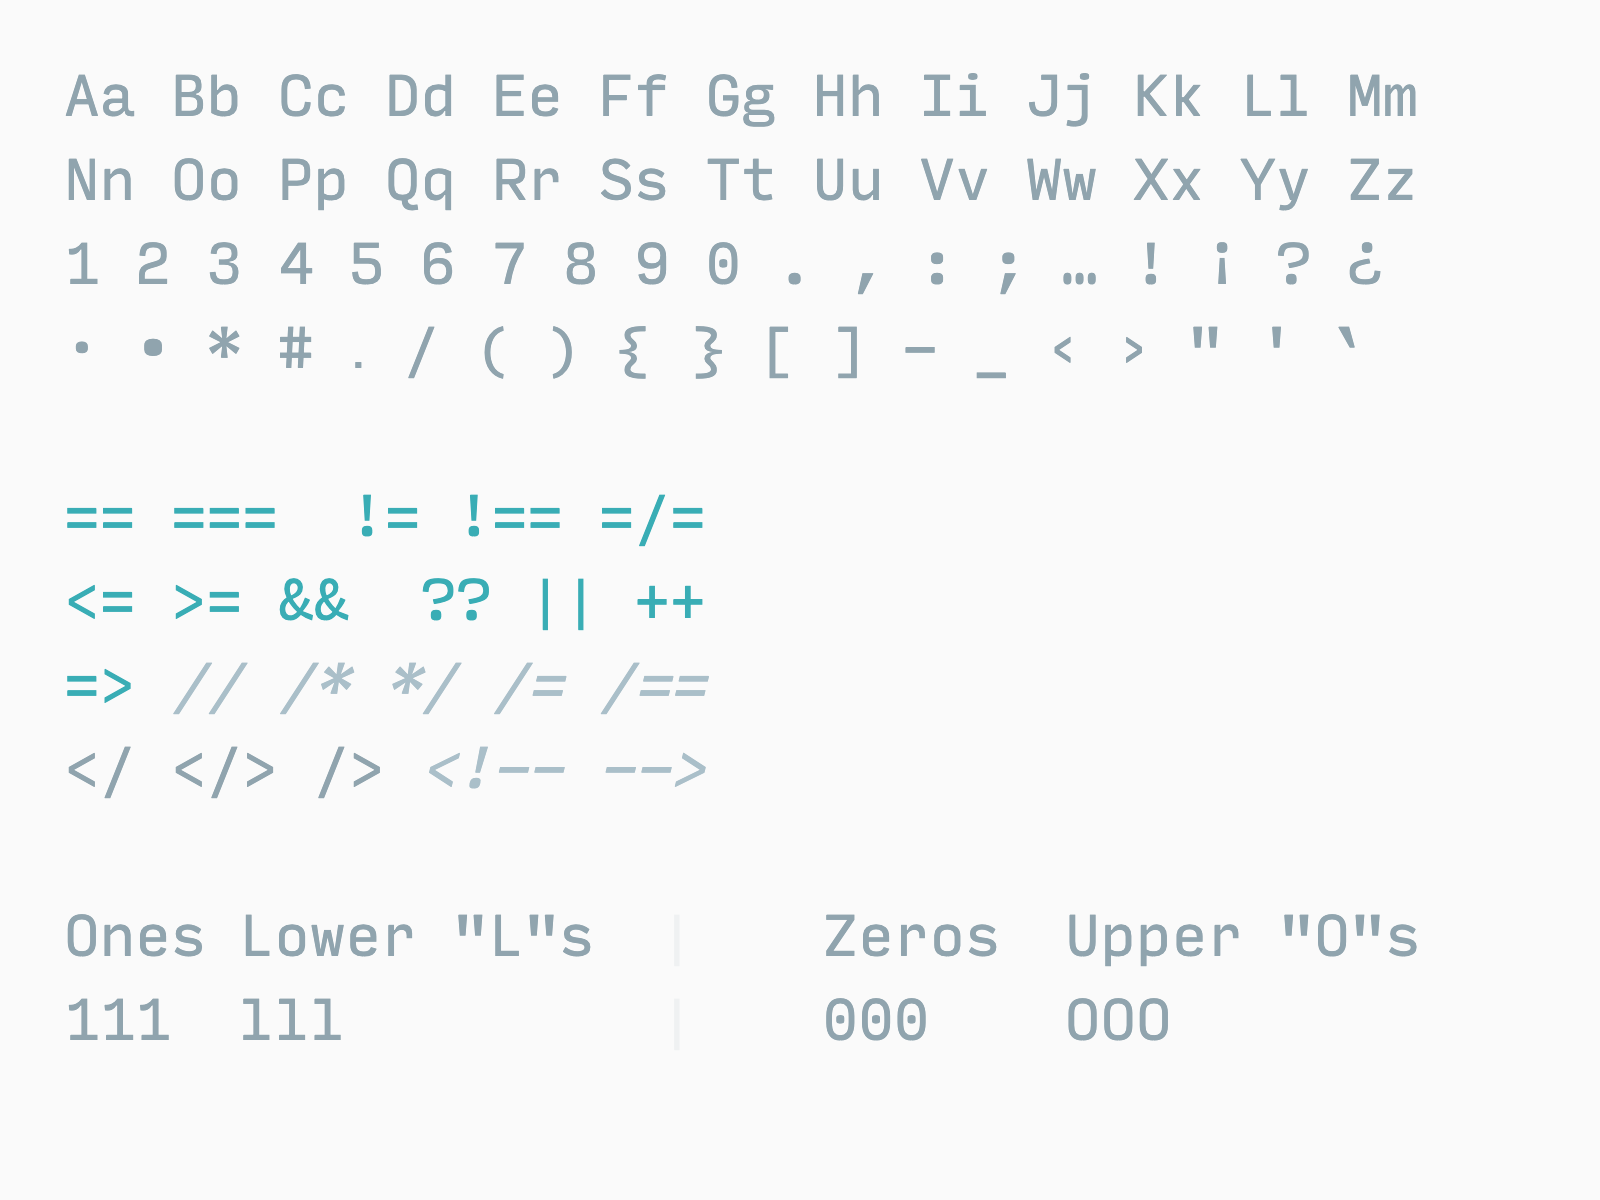 Aa Bb Cc Dd Ee Ff Gg Hh Ii Jj Kk Ll Mm
Nn Oo Pp Qq Rr Ss Tt Uu Vv Ww Xx Yy Zz
1 2 3 4 5 6 7 8 9 0 . , : ; … ! ¡ ? ¿
· • * # . / ( ) { } [ ] - _ ‹ › " ' `
== === != !== =/=
<= >= && ?? || ++
=> // /* */ /= /==
</ </> /> <!-- -->
Ones Lower "L"s | Zeros Upper "O"s
111 lll | 000 OOO